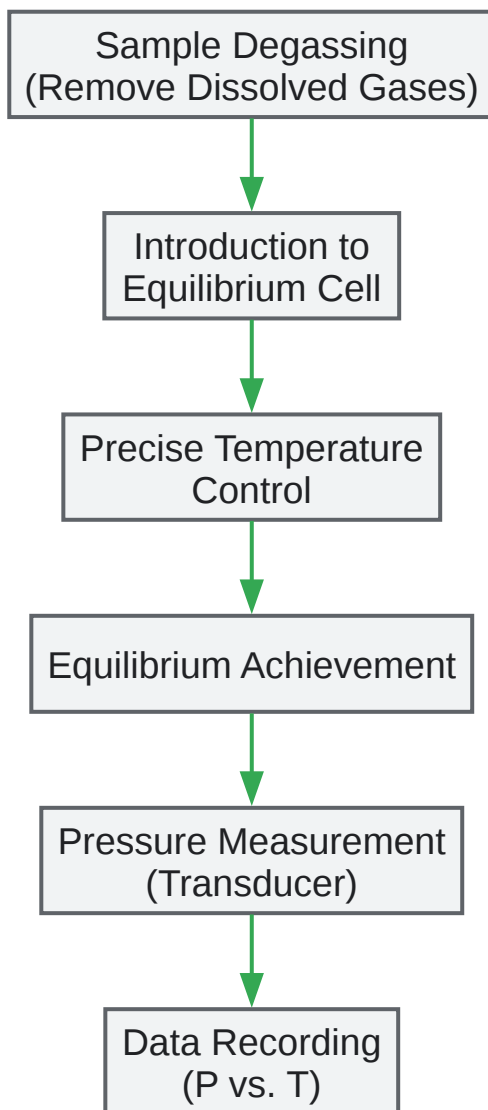 Sample Degassing
(Remove Dissolved Gases)
Introduction to
Equilibrium Cell
Precise Temperature
Control
Equilibrium Achievement
Pressure Measurement
(Transducer)
Data Recording
(P vs. T)